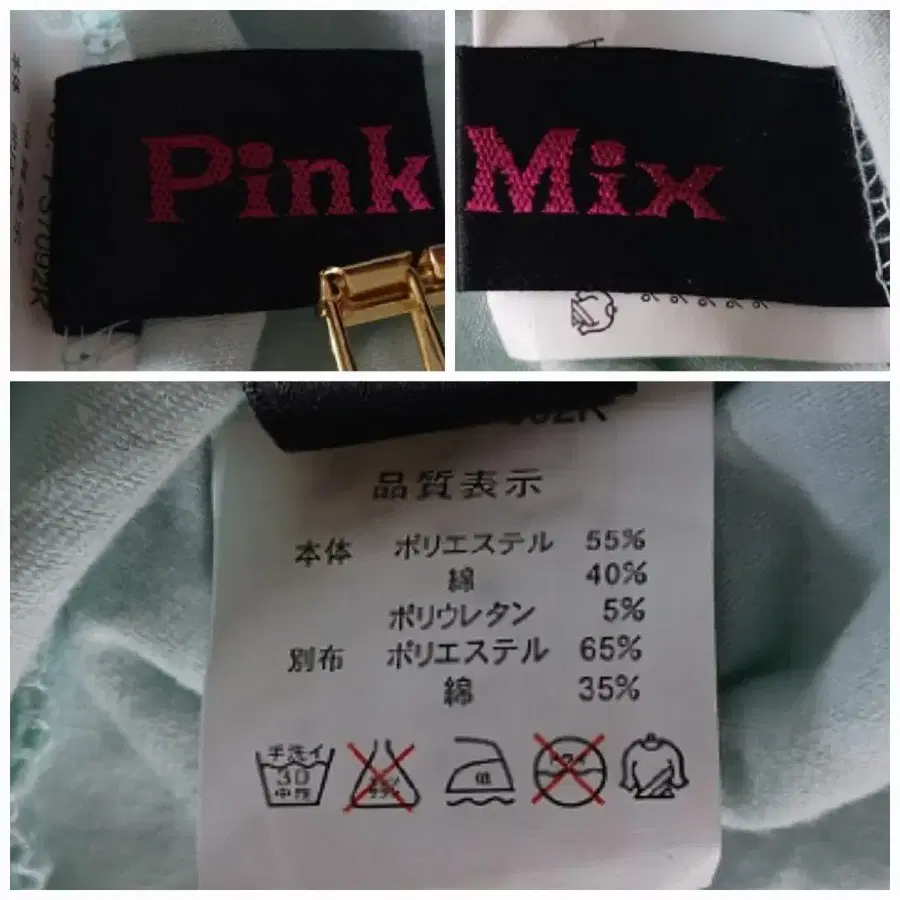 Pink
Mix
品質表示
本体 ポリエステル 55%
綿 40%
ポリウレタン 5%
別布 ポリエステル 65%
綿 35%
手洗イ
30
中性